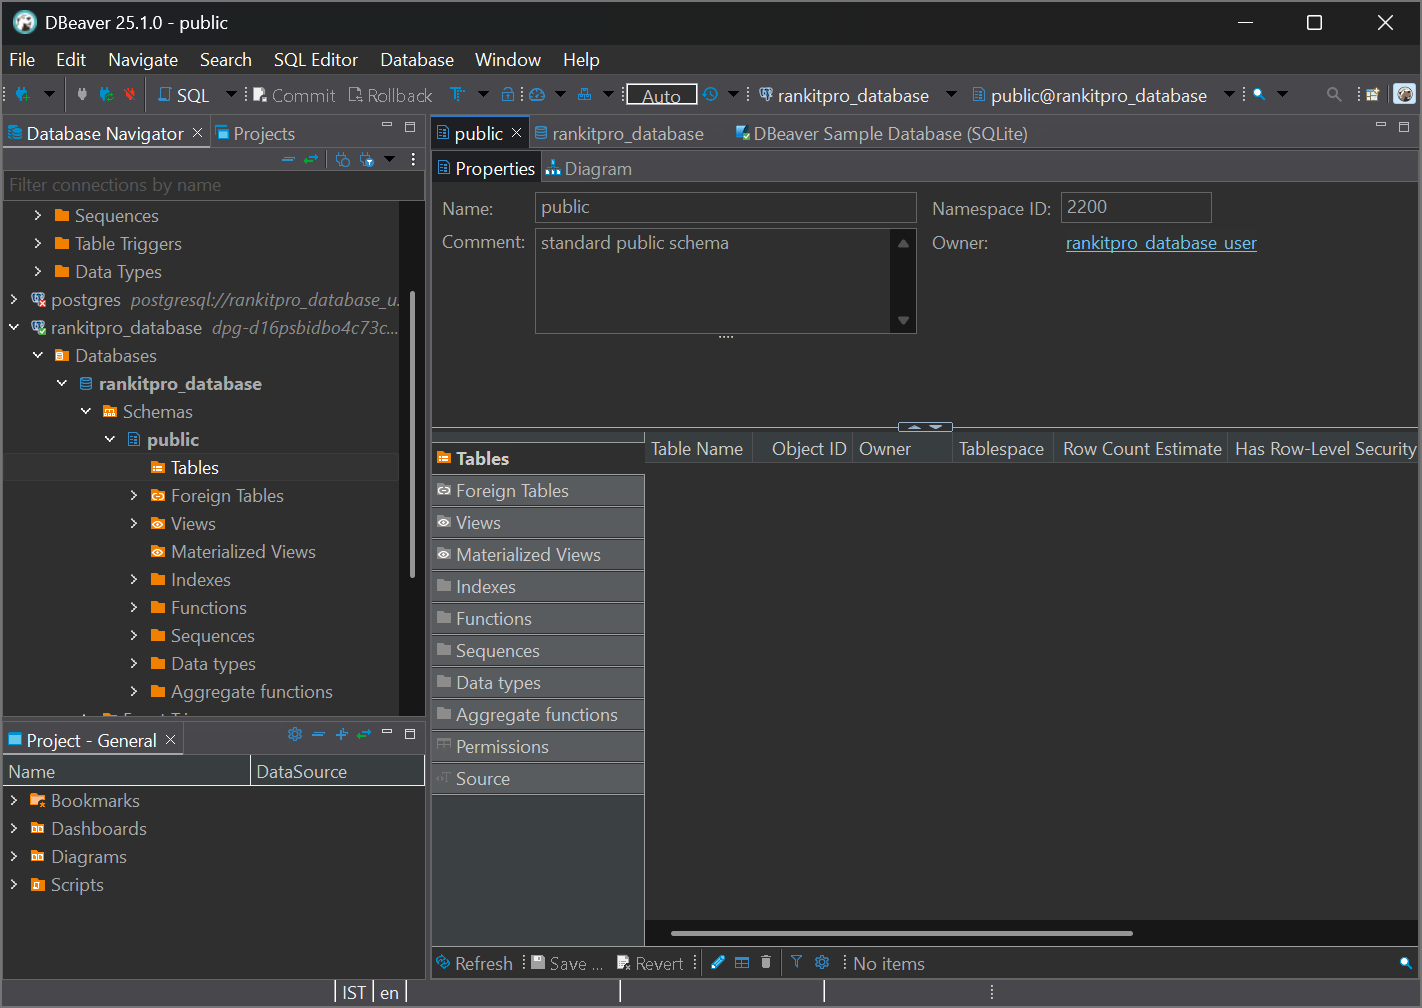 DBeaver 25.1.0 - public
File Edit Navigate Search SQL Editor Database Window Help
SQL Commit Rollback Auto rankitpro_database public@rankitpro_database
Database Navigator Projects
Filter connections by name
Sequences
Table Triggers
Data Types
postgres postgresql://rankitpro_database_u...
rankitpro_database dpg-d16psbidbo4c73c...
Databases
rankitpro_database
Schemas
public
Tables
Foreign Tables
Views
Materialized Views
Indexes
Functions
Sequences
Data types
Aggregate functions
Project - General
Name DataSource
Bookmarks
Dashboards
Diagrams
Scripts
public rankitpro_database DBeaver Sample Database (SQLite)
Properties Diagram
Name: public Namespace ID: 2200
Comment: standard public schema Owner: rankitpro_database_user
Table Name Object ID Owner Tablespace Row Count Estimate Has Row-Level Security
Tables
Foreign Tables
Views
Materialized Views
Indexes
Functions
Sequences
Data types
Aggregate functions
Permissions
Source
Refresh Save ... Revert No items
IST en